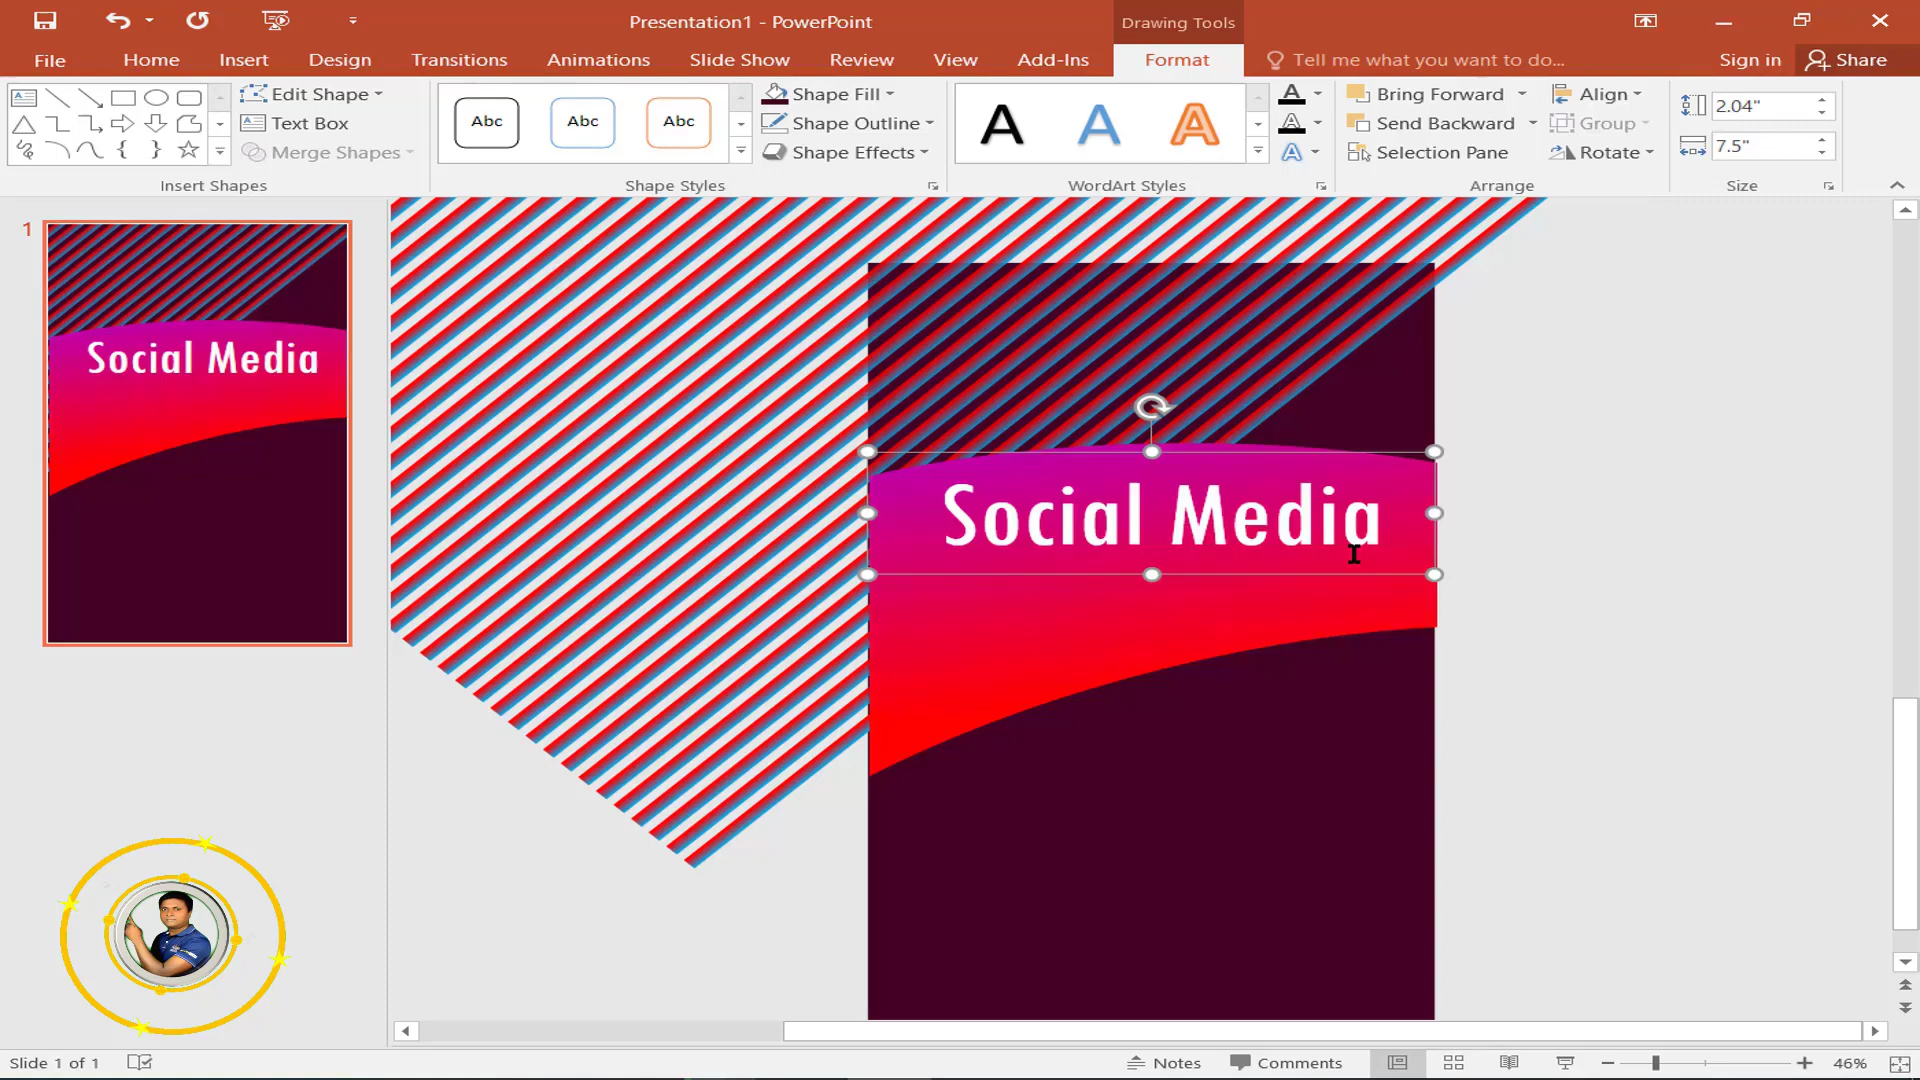 Presentation1 - PowerPoint
Drawing Tools
File Home Insert Design Transitions Animations Slide Show Review View Add-Ins Format Tell me what you want to do... Sign in Share
Edit Shape
Text Box
Merge Shapes
Insert Shapes
Abc Abc Abc
Shape Fill
Shape Outline
Shape Effects
Shape Styles
A A A
A
A
A
WordArt Styles
Bring Forward
Send Backward
Selection Pane
Align
Group
Rotate
Arrange
2.04"
7.5"
Size
1
Social Media
Social Media
Slide 1 of 1
Notes
Comments
46%